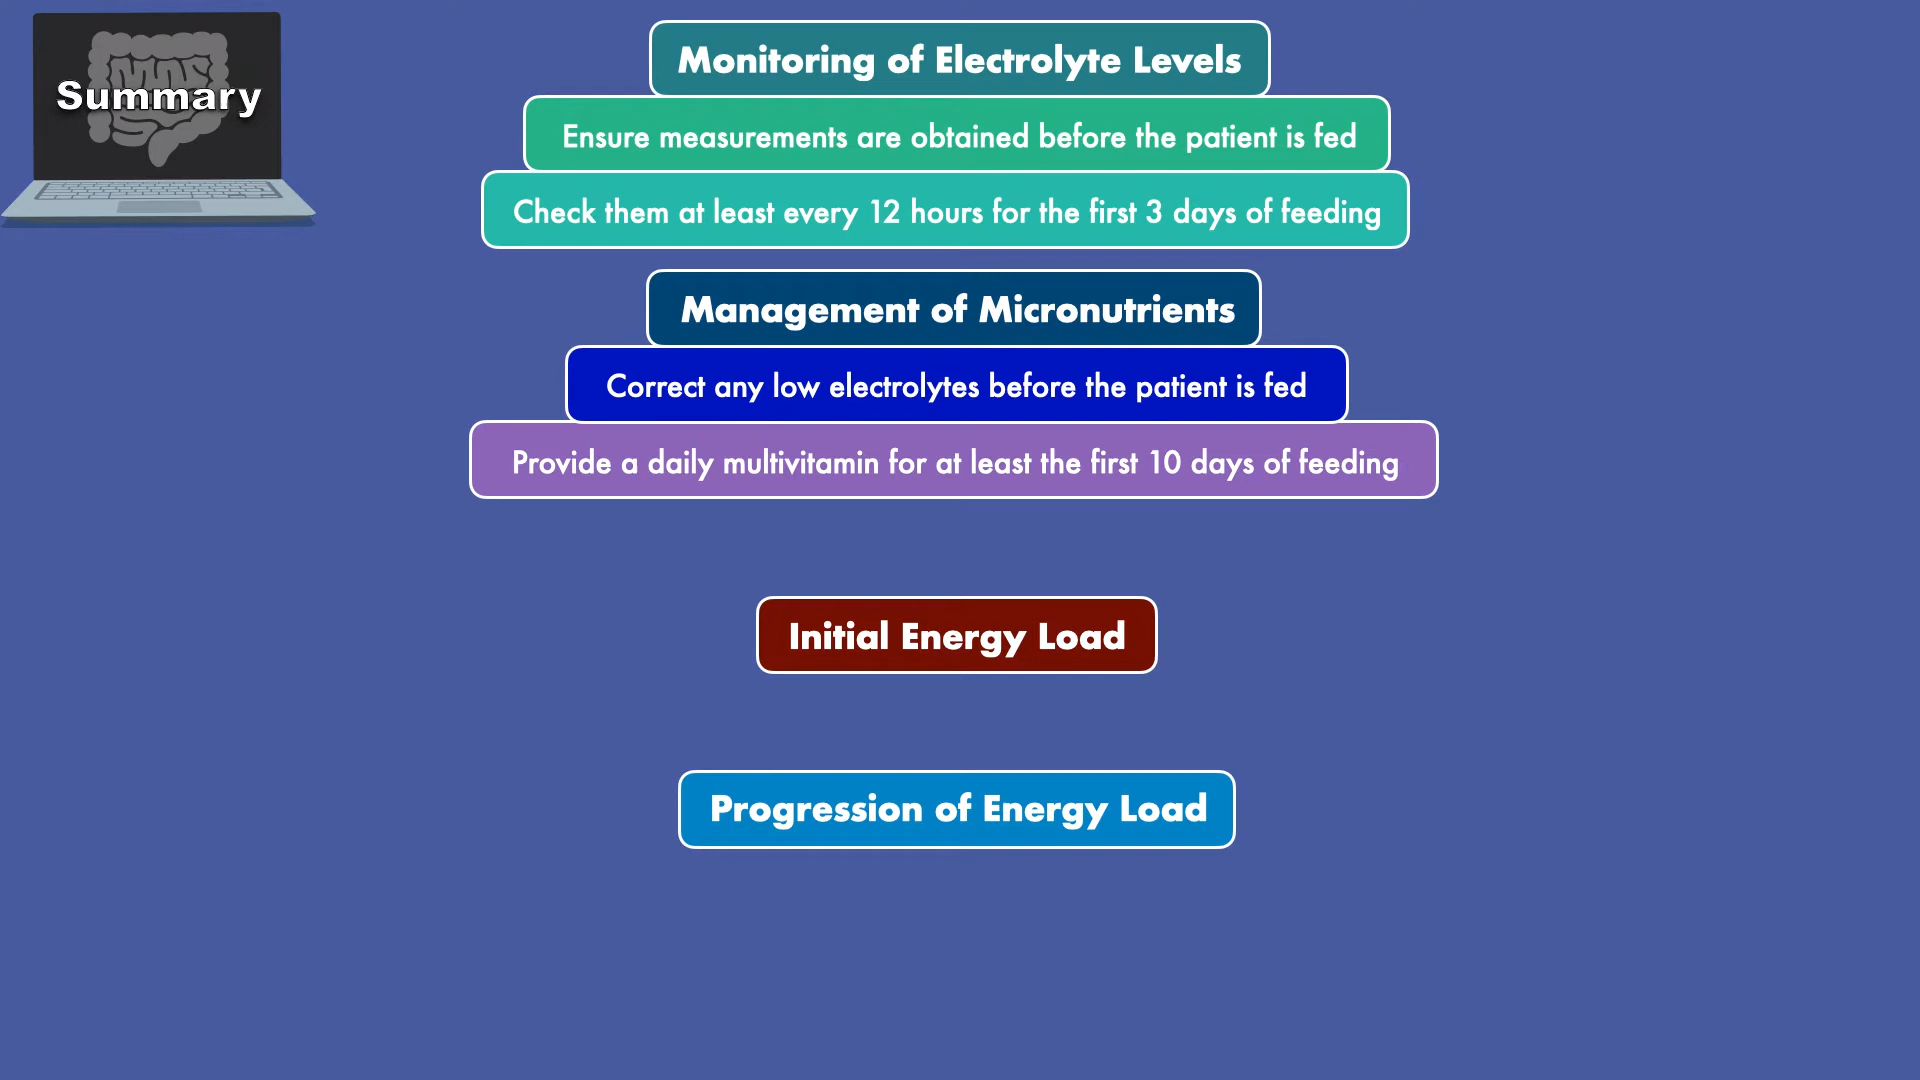 Summary
Monitoring of Electrolyte Levels
Ensure measurements are obtained before the patient is fed
Check them at least every 12 hours for the first 3 days of feeding
Management of Micronutrients
Correct any low electrolytes before the patient is fed
Provide a daily multivitamin for at least the first 10 days of feeding
Initial Energy Load
Progression of Energy Load